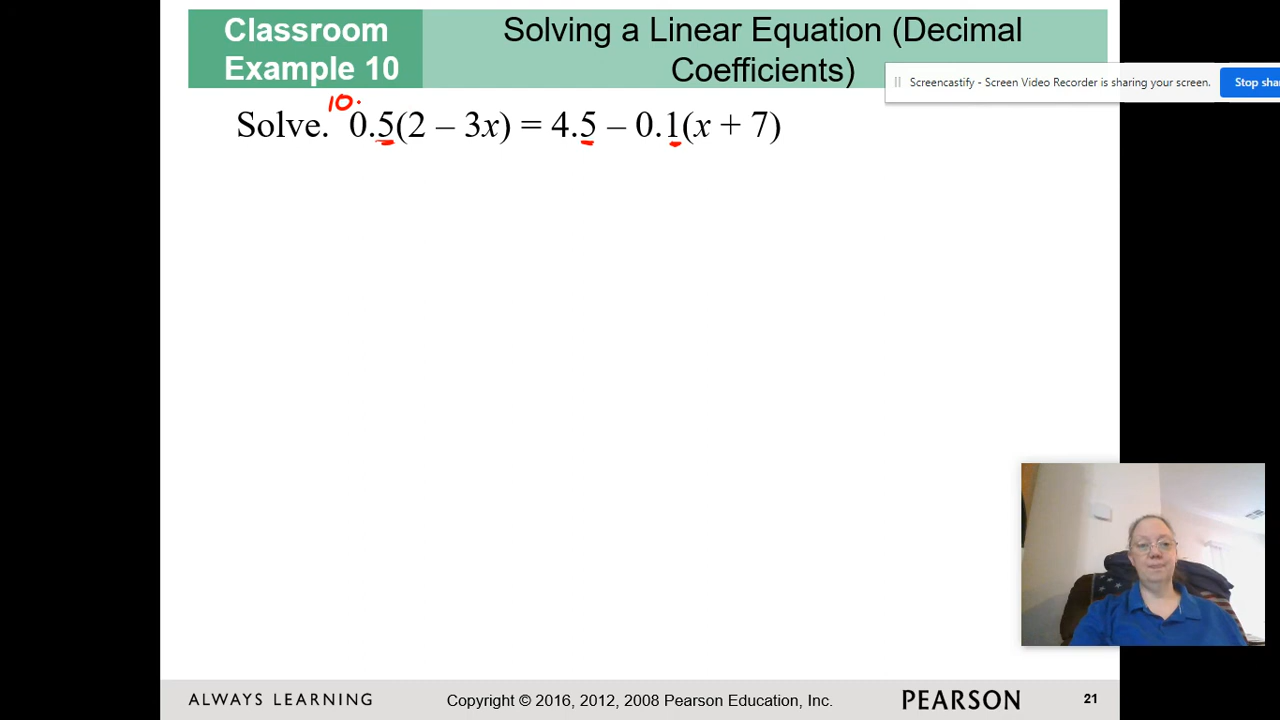 Classroom
Example 10
Solving a Linear Equation (Decimal
Coefficients)
Screencastify - Screen Video Recorder is sharing your screen.
Stop sha
10·
Solve. 0.5(2 – 3x) = 4.5 – 0.1(x + 7)
ALWAYS LEARNING
Copyright © 2016, 2012, 2008 Pearson Education, Inc.
PEARSON
21